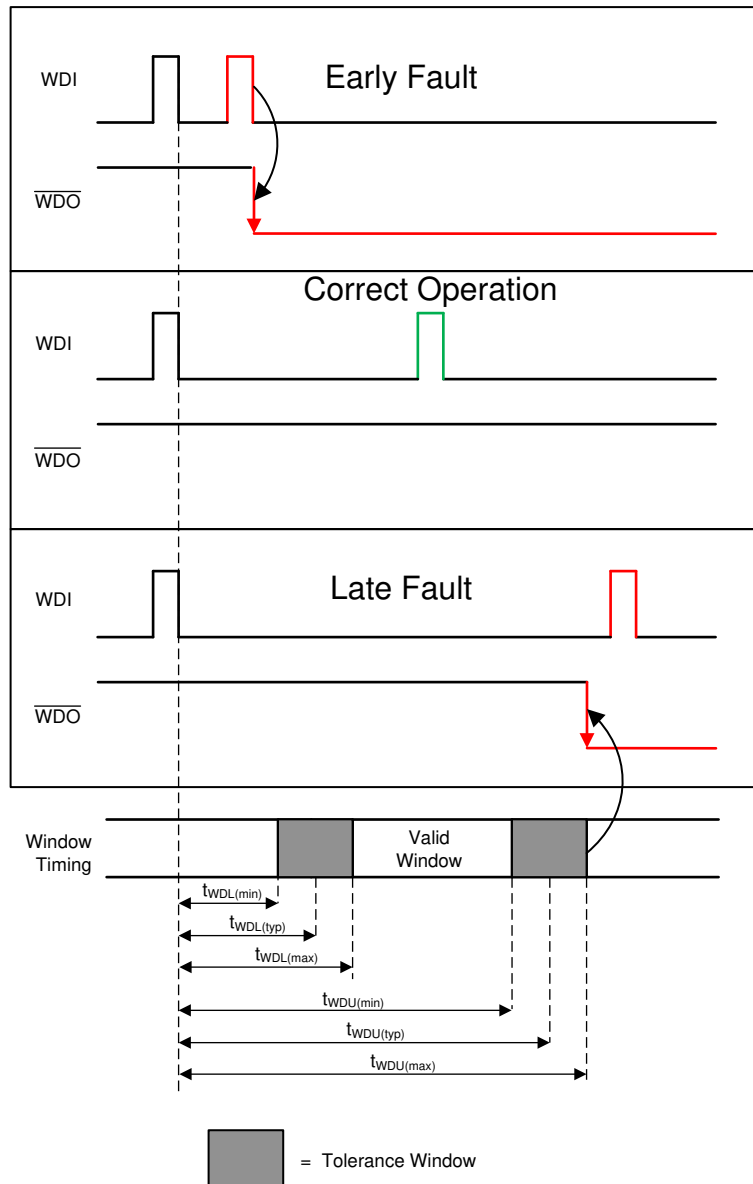 Early Fault
WDI
WDO
Correct Operation
WDI
WDO
Late Fault
WDI
WDO
Window
Timing
Valid
Window
tWDL(min)
tWDL(typ)
tWDL(max)
tWDU(min)
tWDU(typ)
tWDU(max)
= Tolerance Window